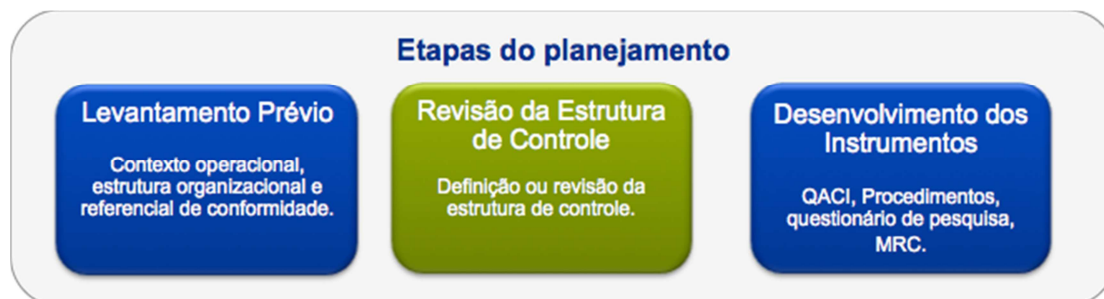 Etapas do planejamento
Levantamento Prévio
Contexto operacional,
estrutura organizacional e
referencial de conformidade.
Revisão da Estrutura
de Controle
Definição ou revisão da
estrutura de controle.
Desenvolvimento dos
Instrumentos
QACI, Procedimentos,
questionário de pesquisa,
MRC.